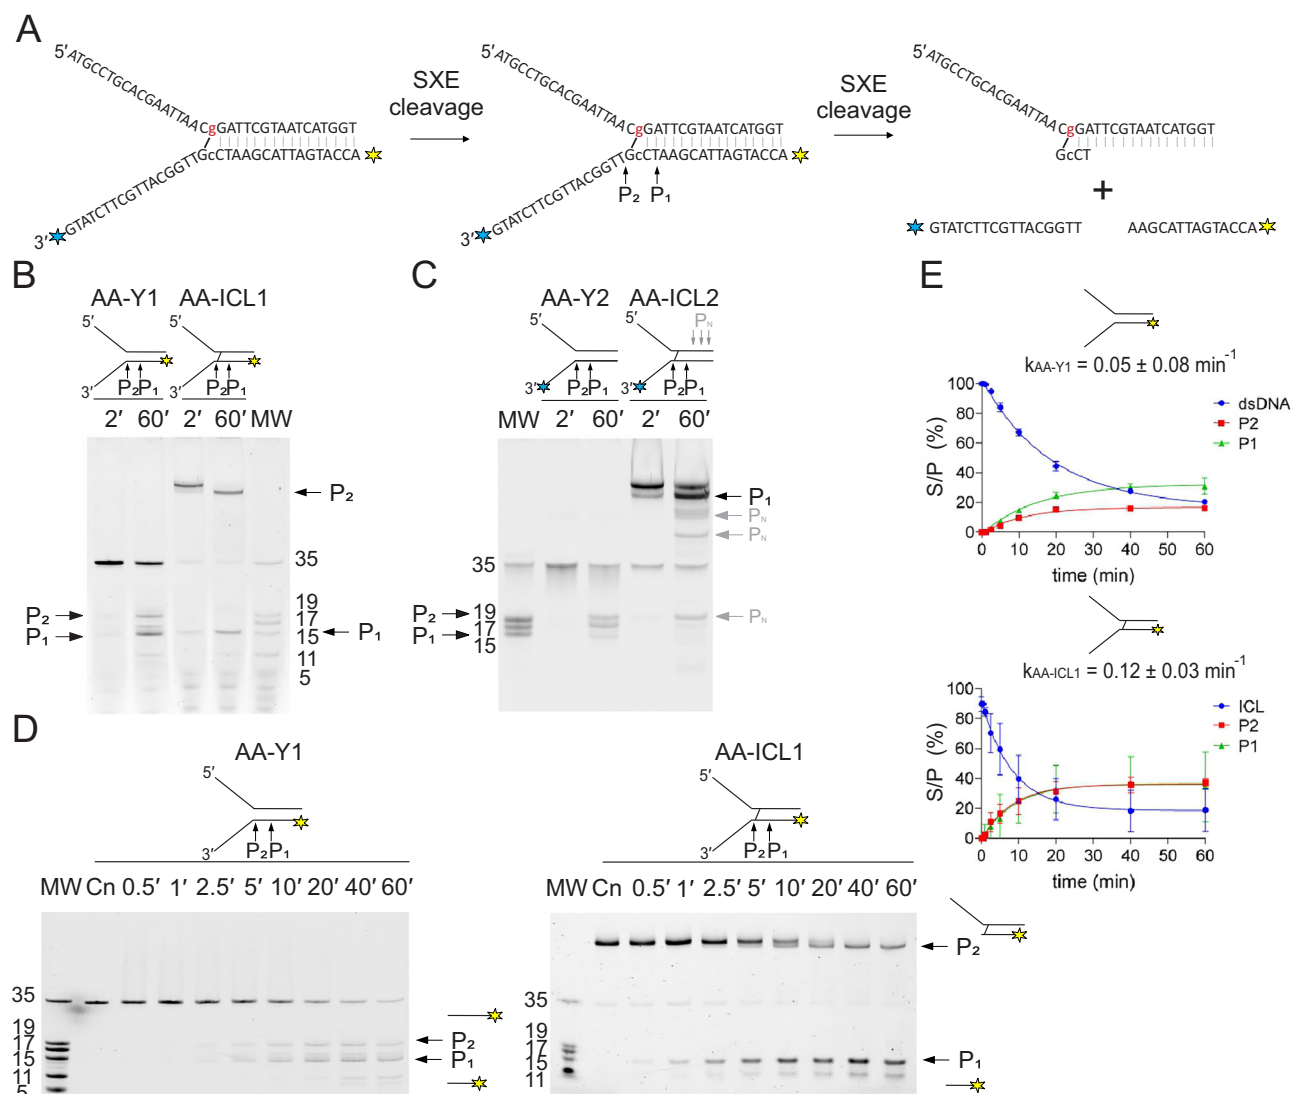 A
5′ATGCCTGCACGAATTAACgGATTCGTAATCATGGT
GcCTAAGCATTAGTACCA
3′GTATCTTCGTTACGGTT
SXE
cleavage
5′ATGCCTGCACGAATTAACgGATTCGTAATCATGGT
GcCTAAGCATTAGTACCA
3′GTATCTTCGTTACGGTT
P₂ P₁
SXE
cleavage
5′ATGCCTGCACGAATTAACgGATTCGTAATCATGGT
GcCT
+
GTATCTTCGTTACGGTT AAGCATTAGTACCA
B
AA-Y1 AA-ICL1
5′ 5′
3′ P₂P₁ 3′ P₂P₁
2′ 60′ 2′ 60′ MW
P₂
35
19
P₂ 17
P₁ 15 P₁
11
5
C
AA-Y2 AA-ICL2
5′ 5′ Pₙ
3′ P₂P₁ 3′ P₂P₁
MW 2′ 60′ 2′ 60′
P₁
Pₙ
Pₙ
35
P₂ 19 Pₙ
17
P₁ 15
D
AA-Y1
5′
3′ P₂P₁
MW Cn 0.5′ 1′ 2.5′ 5′ 10′ 20′ 40′ 60′
35
19
17 P₂
15 P₁
11
5
AA-ICL1
5′
3′ P₂P₁
MW Cn 0.5′ 1′ 2.5′ 5′ 10′ 20′ 40′ 60′
P₂
35
19
17
15 P₁
11
E
kAA-Y1 = 0.05 ± 0.08 min⁻¹
S/P (%)
100
80
60
40
20
0
0 10 20 30 40 50 60
time (min)
dsDNA
P2
P1
kAA-ICL1 = 0.12 ± 0.03 min⁻¹
S/P (%)
100
80
60
40
20
0
0 10 20 30 40 50 60
time (min)
ICL
P2
P1